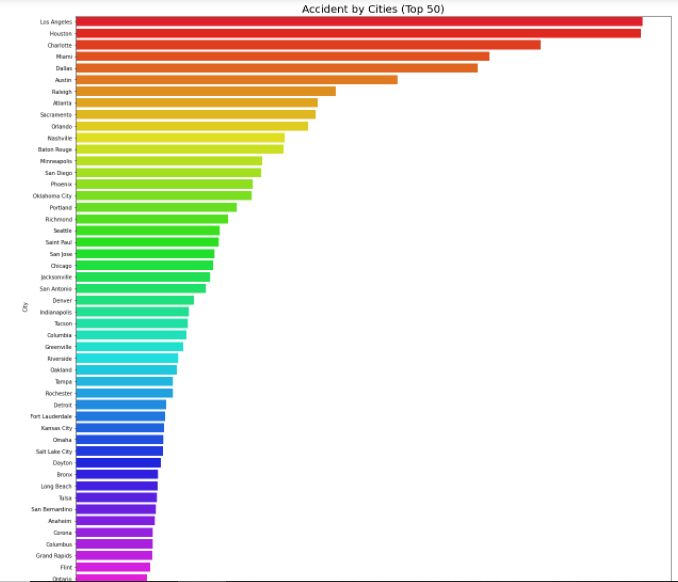 Accident by Cities (Top 50)
Los Angeles
Houston
Charlotte
Miami
Dallas
Austin
Raleigh
Atlanta
Sacramento
Orlando
Nashville
Baton Rouge
Minneapolis
San Diego
Phoenix
Oklahoma City
Portland
Richmond
Seattle
Saint Paul
San Jose
Chicago
Jacksonville
San Antonio
Denver
City
Indianapolis
Tucson
Columbia
Greenville
Riverside
Oakland
Tampa
Rochester
Detroit
Fort Lauderdale
Kansas City
Omaha
Salt Lake City
Dayton
Bronx
Long Beach
Tulsa
San Bernardino
Anaheim
Corona
Columbus
Grand Rapids
Flint
Ontario